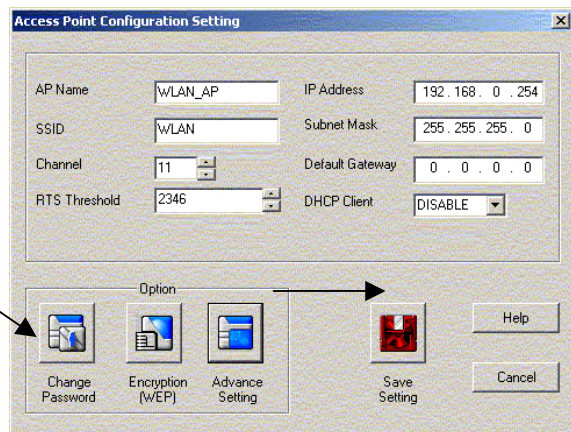 Access Point Configuration Setting
AP Name WLAN_AP
SSID WLAN
Channel 11
RTS Threshold 2346
IP Address 192 . 168 . 0 . 254
Subnet Mask 255 . 255 . 255 . 0
Default Gateway 0 . 0 . 0 . 0
DHCP Client DISABLE
Option
Change
Password
Encryption
(WEP)
Advance
Setting
Save
Setting
Help
Cancel